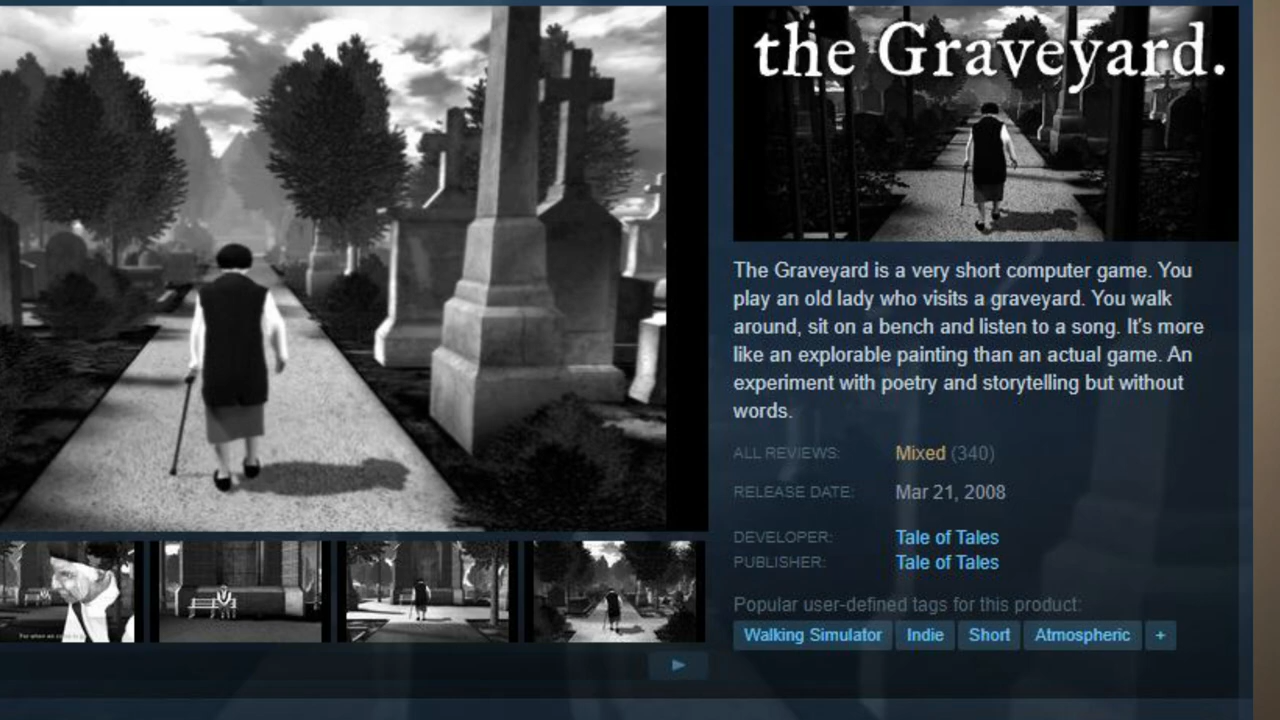 the Graveyard.
The Graveyard is a very short computer game. You
play an old lady who visits a graveyard. You walk
around, sit on a bench and listen to a song. It's more
like an explorable painting than an actual game. An
experiment with poetry and storytelling but without
words.
ALL REVIEWS: Mixed (340)
RELEASE DATE: Mar 21, 2008
DEVELOPER: Tale of Tales
PUBLISHER: Tale of Tales
Popular user-defined tags for this product:
Walking Simulator Indie Short Atmospheric +